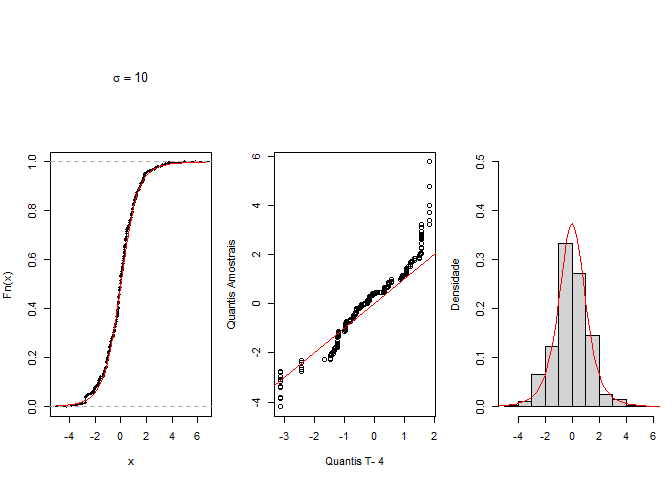 σ = 10
Fn(x)
1.0
0.8
0.6
0.4
0.2
0.0
-4 -2 0 2 4 6
x
Quantis Amostrais
6
4
2
0
-2
-4
-3 -2 -1 0 1 2
Quantis T- 4
Densidade
0.5
0.4
0.3
0.2
0.1
0.0
-4 -2 0 2 4 6